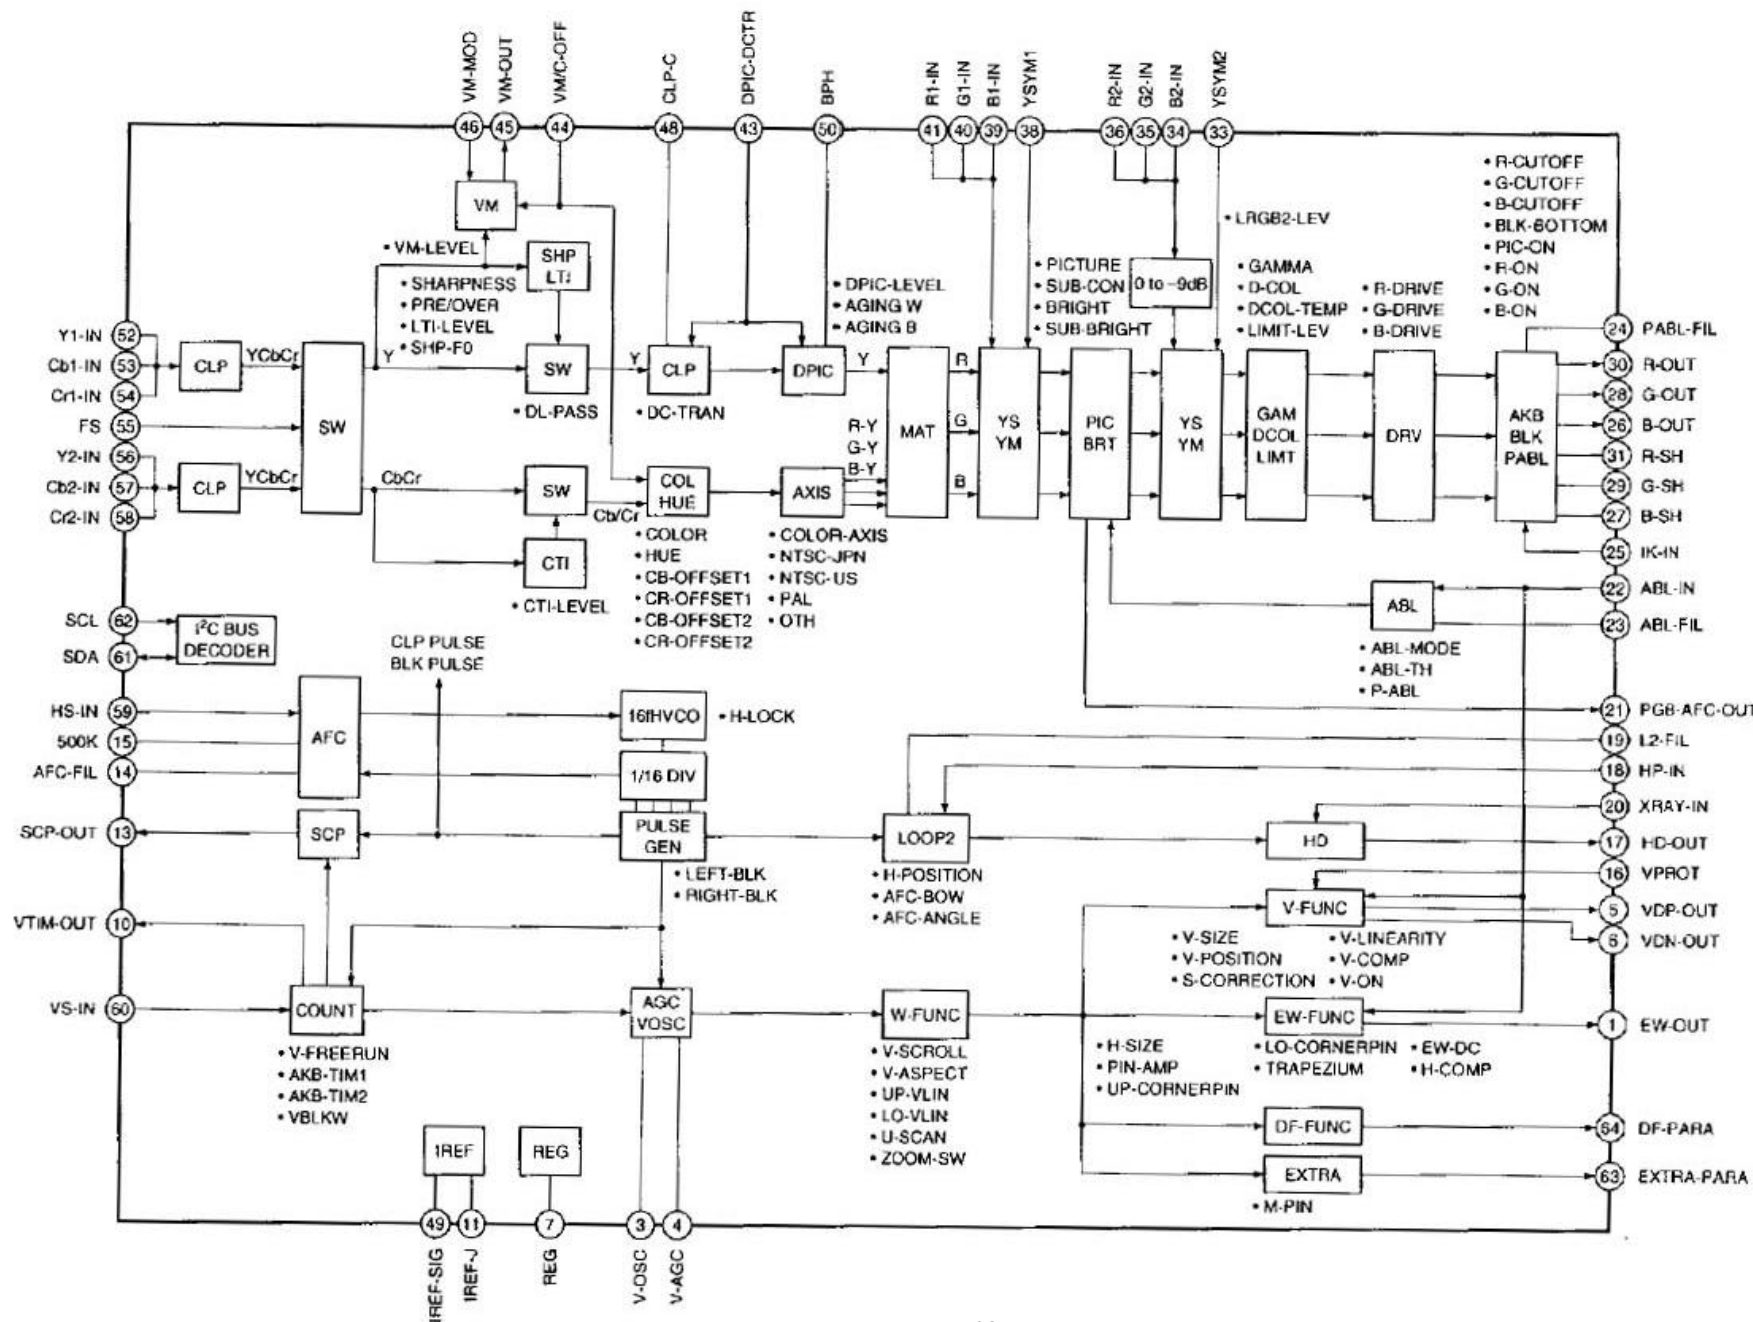 VM-MOD
VM-OUT
VM/C-OFF
CLP-C
DPIC-DCTR
BPH
R1-IN
G1-IN
B1-IN
YSYM1
R2-IN
G2-IN
B2-IN
YSYM2
46
45
44
48
43
50
41
40
39
38
36
35
34
33
• R-CUTOFF
• G-CUTOFF
• B-CUTOFF
• BLK-BOTTOM
• PIC-ON
• R-ON
• G-ON
• B-ON
VM
• VM-LEVEL
SHP
LTI
• SHARPNESS
• PRE/OVER
• LTI-LEVEL
• SHP-F0
• LRGB2-LEV
• DPIC-LEVEL
• AGING W
• AGING B
• PICTURE
• SUB-CON
• BRIGHT
• SUB-BRIGHT
0 to –9dB
• GAMMA
• D-COL
• DCOL-TEMP
• LIMIT-LEV
• R-DRIVE
• G-DRIVE
• B-DRIVE
Y1-IN 52
Cb1-IN 53
Cr1-IN 54
FS 55
Y2-IN 56
Cb2-IN 57
Cr2-IN 58
CLP
YCbCr
CLP
YCbCr
SW
Y
CbCr
SW
• DL-PASS
Y
CLP
• DC-TRAN
DPIC
Y
R-Y
G-Y
B-Y
MAT
R
G
B
YS
YM
PIC
BRT
YS
YM
GAM
DCOL
LIMT
DRV
AKB
BLK
PABL
24 PABL-FIL
30 R-OUT
28 G-OUT
26 B-OUT
31 R-SH
29 G-SH
27 B-SH
25 IK-IN
22 ABL-IN
23 ABL-FIL
SW
Cb/Cr
CTI
• CTI-LEVEL
COL
HUE
• COLOR
• HUE
• CB-OFFSET1
• CR-OFFSET1
• CB-OFFSET2
• CR-OFFSET2
AXIS
• COLOR-AXIS
• NTSC-JPN
• NTSC-US
• PAL
• OTH
ABL
• ABL-MODE
• ABL-TH
• P-ABL
SCL 62
SDA 61
I²C BUS
DECODER
CLP PULSE
BLK PULSE
HS-IN 59
500K 15
AFC-FIL 14
AFC
16fHVCO
• H-LOCK
1/16 DIV
PULSE
GEN
• LEFT-BLK
• RIGHT-BLK
SCP-OUT 13
SCP
LOOP2
• H-POSITION
• AFC-BOW
• AFC-ANGLE
HD
21 PGB-AFC-OUT
19 L2-FIL
18 HP-IN
20 XRAY-IN
17 HD-OUT
16 VPROT
5 VDP-OUT
6 VDN-OUT
V-FUNC
• V-SIZE
• V-POSITION
• S-CORRECTION
• V-LINEARITY
• V-COMP
• V-ON
VTIM-OUT 10
VS-IN 60
COUNT
• V-FREERUN
• AKB-TIM1
• AKB-TIM2
• VBLKW
AGC
VOSC
W-FUNC
• V-SCROLL
• V-ASPECT
• UP-VLIN
• LO-VLIN
• U-SCAN
• ZOOM-SW
EW-FUNC
• H-SIZE
• PIN-AMP
• UP-CORNERPIN
• LO-CORNERPIN
• TRAPEZIUM
• EW-DC
• H-COMP
1 EW-OUT
DF-FUNC
64 DF-PARA
EXTRA
• M-PIN
63 EXTRA-PARA
IREF
REG
49
11
7
3
4
IREF-SIG
IREF-J
REG
V-OSC
V-AGC